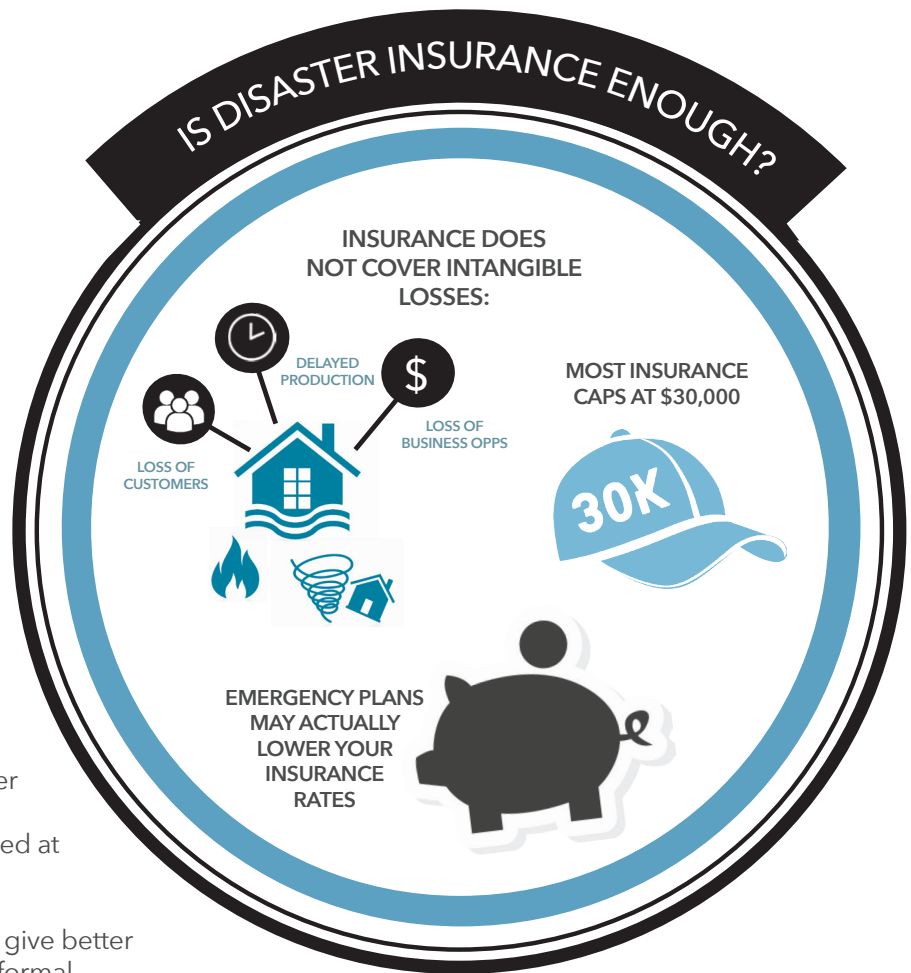 IS DISASTER INSURANCE ENOUGH?
INSURANCE DOES
NOT COVER INTANGIBLE
LOSSES:
DELAYED
PRODUCTION
$
LOSS OF
BUSINESS OPPS
LOSS OF
CUSTOMERS
MOST INSURANCE
CAPS AT $30,000
30K
EMERGENCY PLANS
MAY ACTUALLY
LOWER YOUR
INSURANCE
RATES
er
ed at
give better
formal